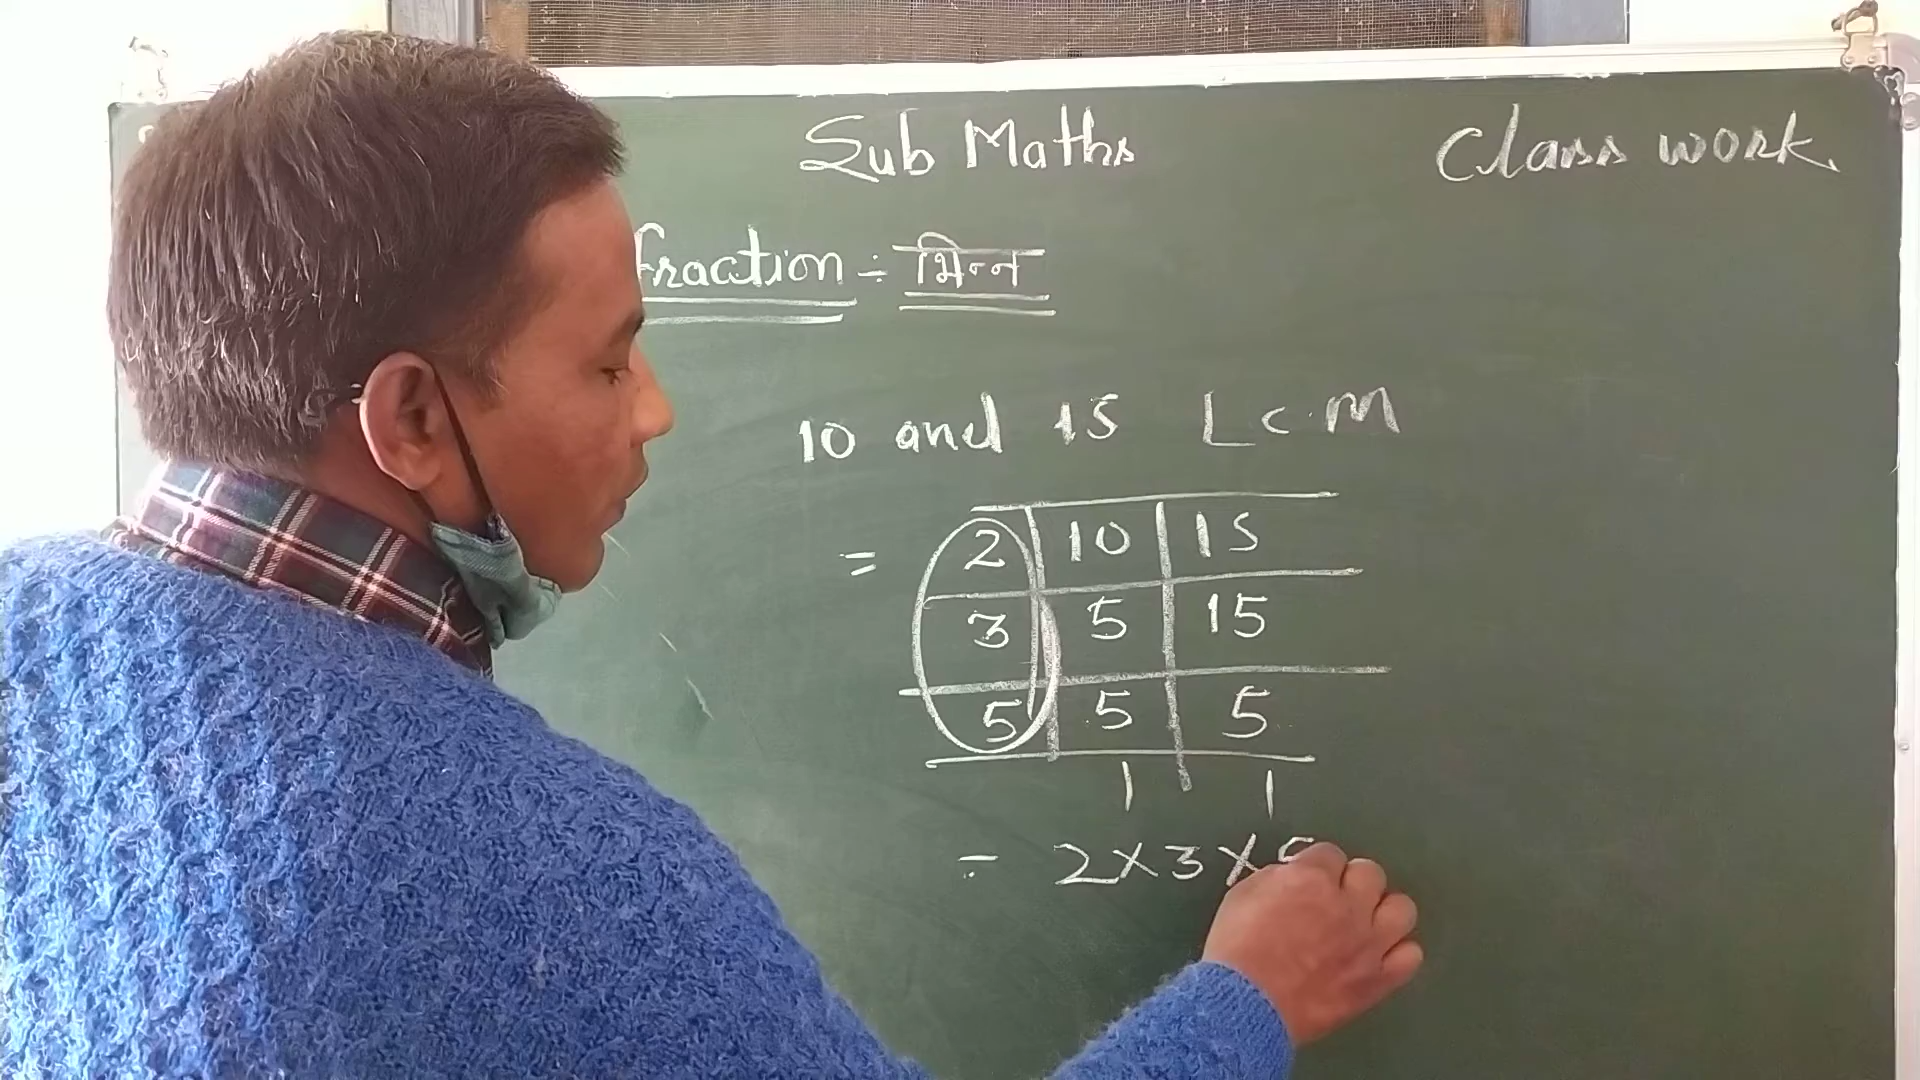 Sub Maths Class work
fraction ÷ भिन्न
10 and 15 L c.M
= 2 10 15
3 5 15
5 5 5
1 1
= 2×3×5